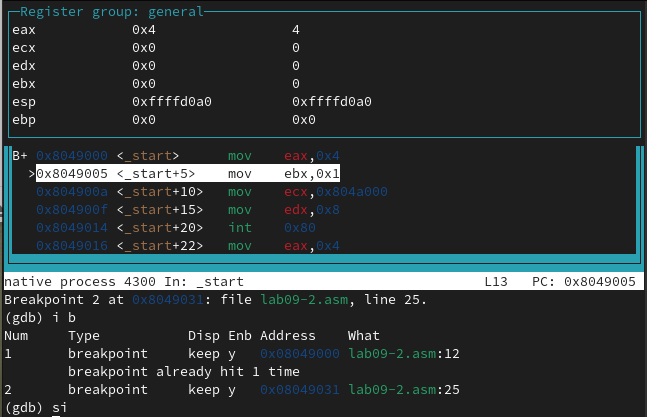 Register group: general
eax 0x4 4
ecx 0x0 0
edx 0x0 0
ebx 0x0 0
esp 0xffffd0a0 0xffffd0a0
ebp 0x0 0x0
B+ 0x8049000 <_start> mov eax,0x4
>0x8049005 <_start+5> mov ebx,0x1
0x804900a <_start+10> mov ecx,0x804a000
0x804900f <_start+15> mov edx,0x8
0x8049014 <_start+20> int 0x80
0x8049016 <_start+22> mov eax,0x4
native process 4300 In: _start L13 PC: 0x8049005
Breakpoint 2 at 0x8049031: file lab09-2.asm, line 25.
(gdb) i b
Num Type Disp Enb Address What
1 breakpoint keep y 0x08049000 lab09-2.asm:12
breakpoint already hit 1 time
2 breakpoint keep y 0x08049031 lab09-2.asm:25
(gdb) si